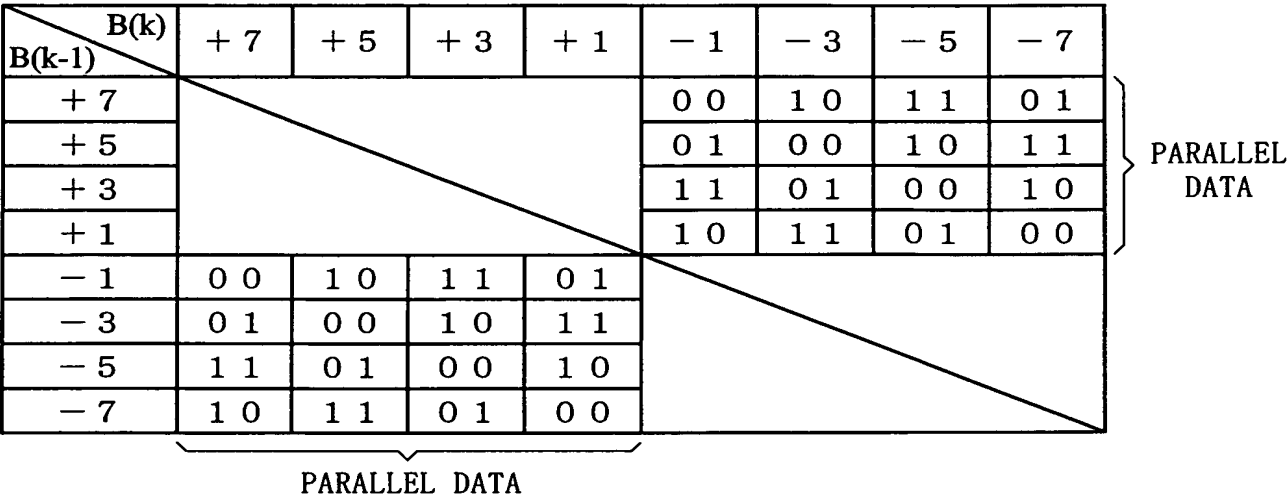 B(k) + 7 + 5 + 3 + 1 − 1 − 3 − 5 − 7
B(k-1)
+ 7 0 0 1 0 1 1 0 1
+ 5 0 1 0 0 1 0 1 1
+ 3 1 1 0 1 0 0 1 0
+ 1 1 0 1 1 0 1 0 0
PARALLEL
DATA
− 1 0 0 1 0 1 1 0 1
− 3 0 1 0 0 1 0 1 1
− 5 1 1 0 1 0 0 1 0
− 7 1 0 1 1 0 1 0 0
PARALLEL DATA